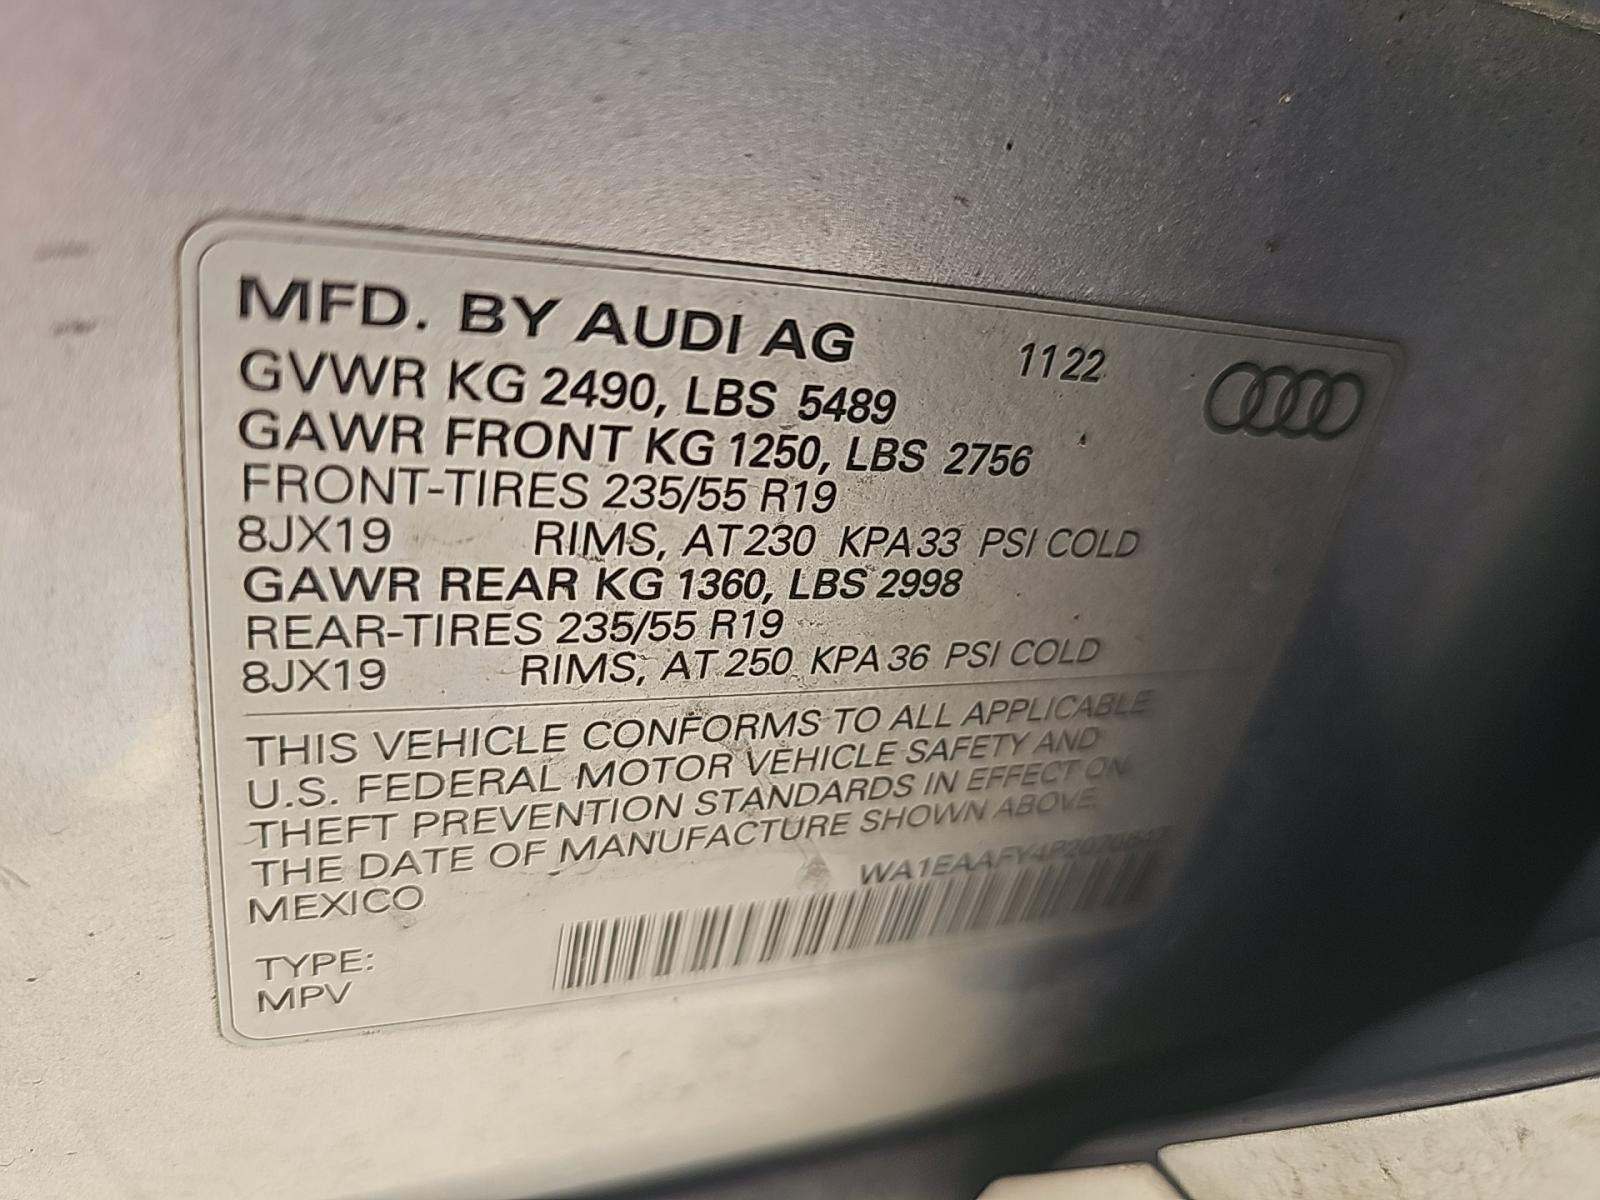 MFD. BY AUDI AG 1122
GVWR KG 2490, LBS 5489
GAWR FRONT KG 1250, LBS 2756
FRONT-TIRES 235/55 R19
8JX19 RIMS, AT 230 KPA 33 PSI COLD
GAWR REAR KG 1360, LBS 2998
REAR-TIRES 235/55 R19
8JX19 RIMS, AT 250 KPA 36 PSI COLD
THIS VEHICLE CONFORMS TO ALL APPLICABLE
U.S. FEDERAL MOTOR VEHICLE SAFETY AND
THEFT PREVENTION STANDARDS IN EFFECT ON
THE DATE OF MANUFACTURE SHOWN ABOVE
MEXICO
TYPE:
MPV